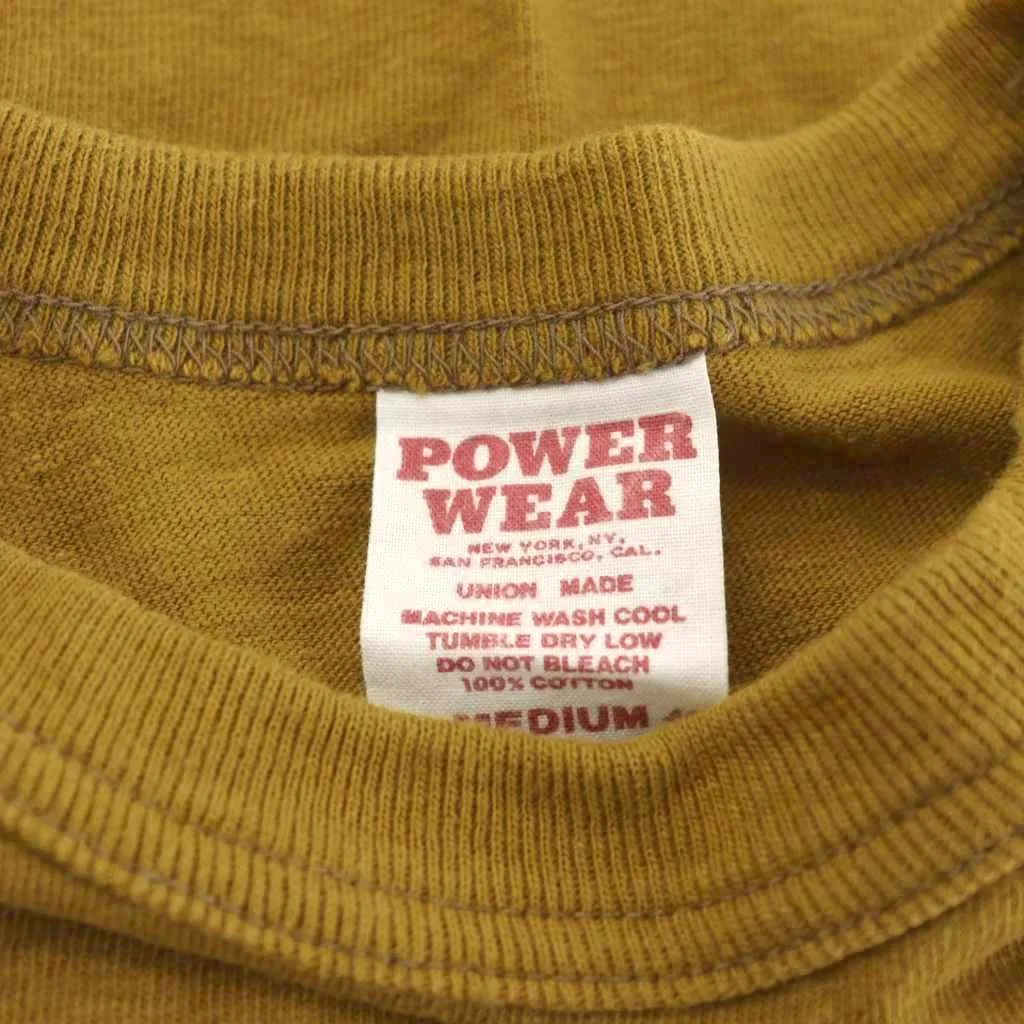 POWER
WEAR
NEW YORK, NY.
SAN FRANCISCO, CAL.
UNION MADE
MACHINE WASH COOL
TUMBLE DRY LOW
DO NOT BLEACH
100% COTTON
MEDIUM